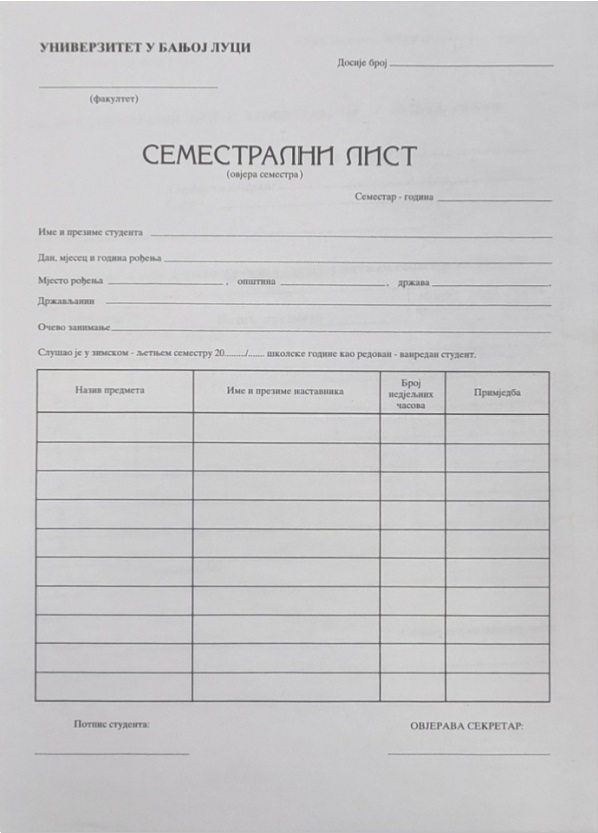 УНИВЕРЗИТЕТ У БАЊОЈ ЛУЦИ
Досије број
(факултет)
СЕМЕСТРАЛНИ ЛИСТ
(овјера семестра)
Семестар - година
Име и презиме студента
Дан, мјесец и година рођења
Мјесто рођења , општина , држава .
Држављанин
Очево занимање
Слушао је у зимском - љетњем семестру 20......../...... школске године као редован - ванредан студент.
Назив предмета Име и презиме наставника Број недјељних часова Примједба
Потпис студента: ОВЈЕРАВА СЕКРЕТАР: